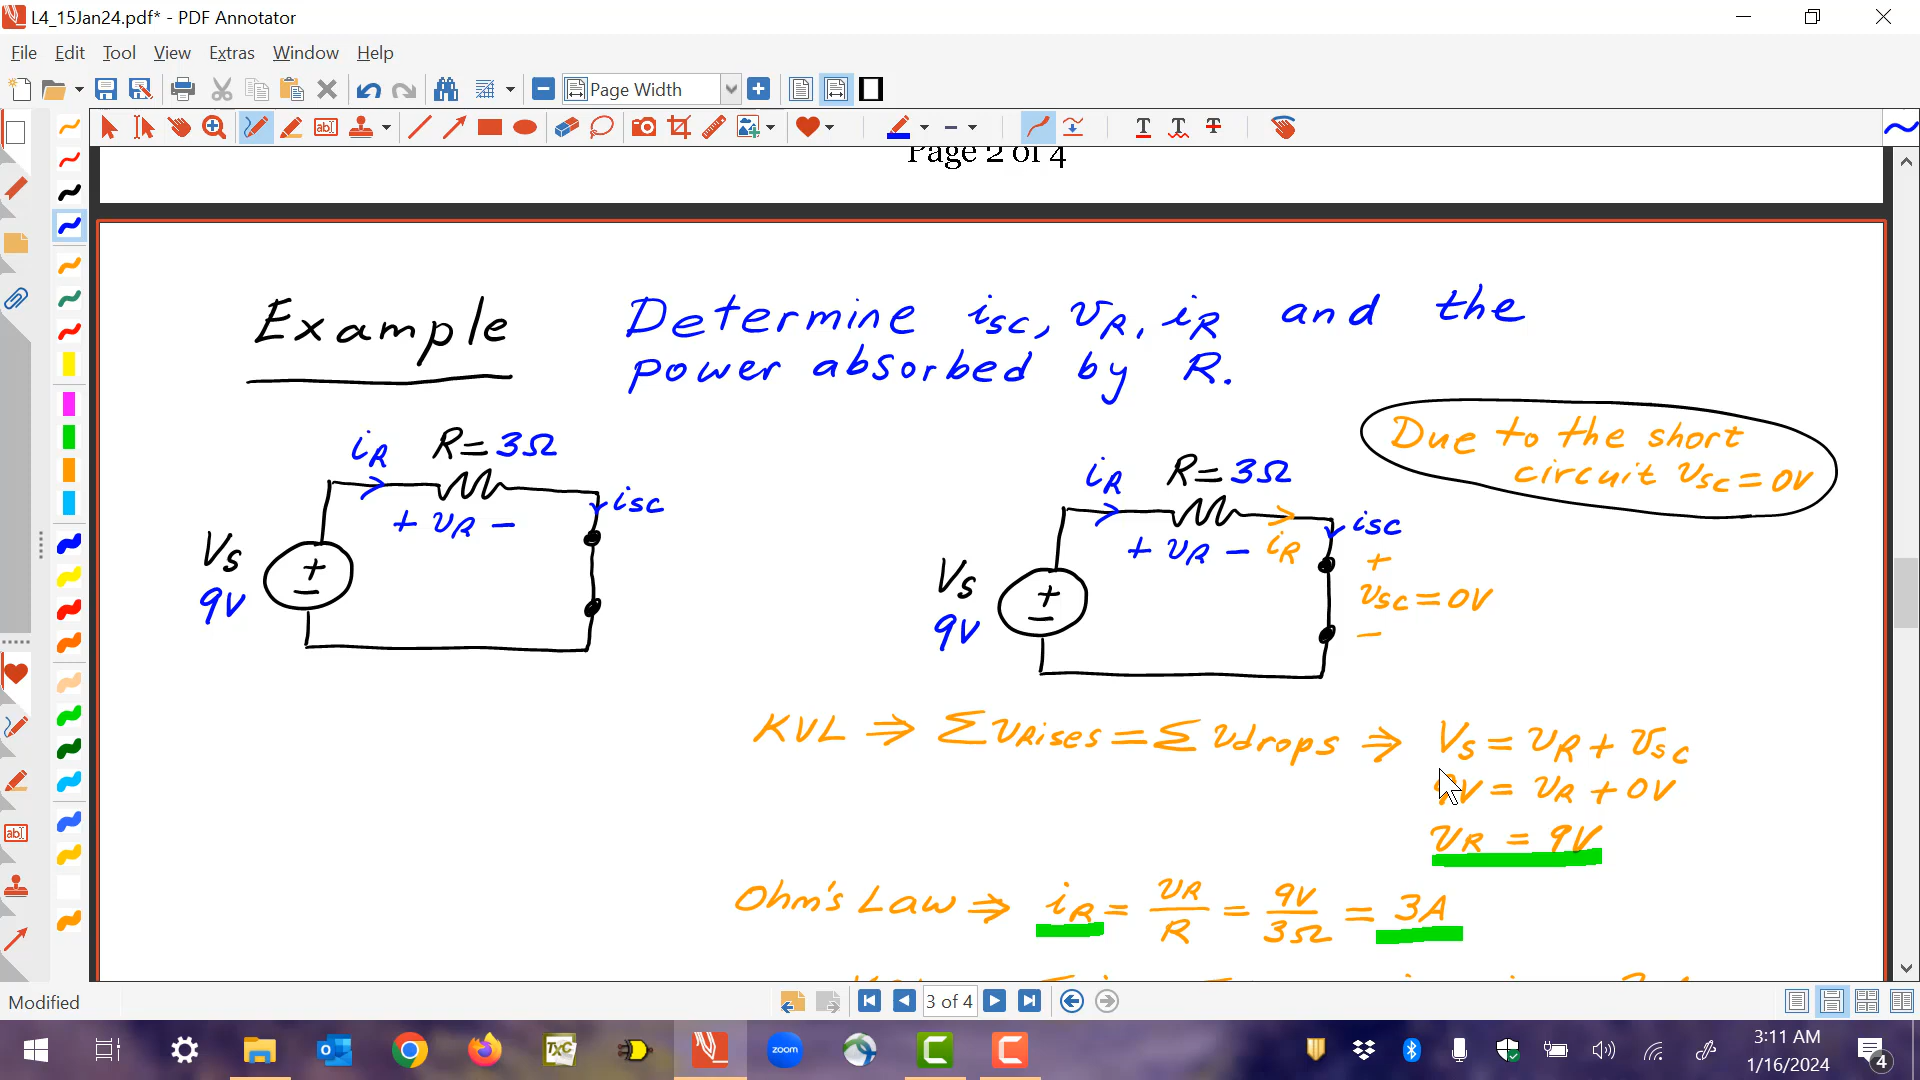 L4_15Jan24.pdf* - PDF Annotator
File Edit Tool View Extras Window Help
Page Width
Page 2 of 4
Example
Determine isc, vR, iR and the
power absorbed by R.
iR R= 3Ω
isc
+ vR -
Vs
9V
+
-
Due to the short
circuit vsc = 0V
iR R= 3Ω
isc
+ vR - iR
+
vsc = 0V
-
Vs
9V
+
-
KVL ⇒ Σ vRises = Σ vdrops ⇒ Vs = vR + vsc
9V = vR + 0V
vR = 9V
Ohm's Law ⇒ iR = vR/R = 9V/3Ω = 3A
Modified
3 of 4
zoom
3:11 AM
1/16/2024
4